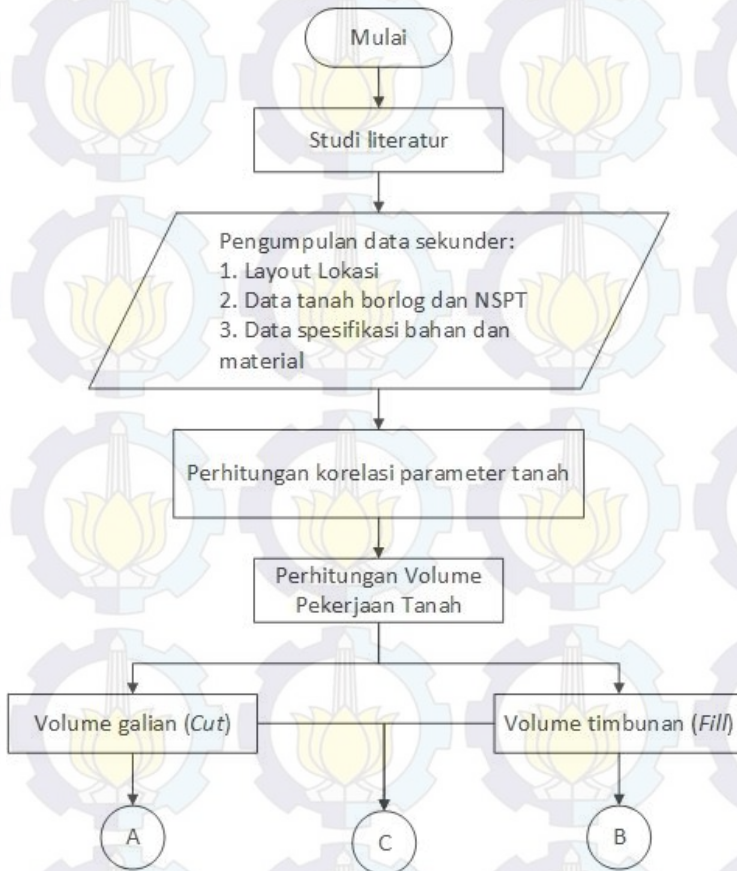 Mulai
Studi literatur
Pengumpulan data sekunder:
1. Layout Lokasi
2. Data tanah borlog dan NSPT
3. Data spesifikasi bahan dan
material
Perhitungan korelasi parameter tanah
Perhitungan Volume
Pekerjaan Tanah
Volume galian (Cut)
Volume timbunan (Fill)
A
C
B